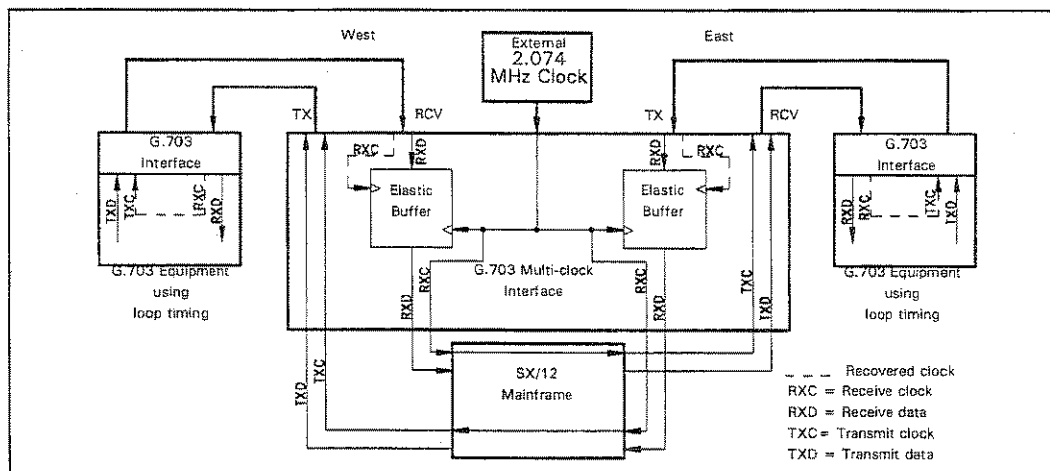 West
External
2.074
MHz Clock
East
TX
RCV
TX
RCV
G.703
Interface
TXD
TXC
RXC
RXD
G.703 Equipment
using
loop timing
RXC
RXD
Elastic
Buffer
RXD
RXC
Elastic
Buffer
G.703 Multi-clock
Interface
RXD
RXC
RXC
RXD
TXC
TXD
TXD
TXC
G.703
Interface
RXD
RXC
TXC
TXD
G.703 Equipment
using
loop timing
SX/12
Mainframe
Recovered clock
RXC = Receive clock
RXD = Receive data
TXC = Transmit clock
TXD = Transmit data